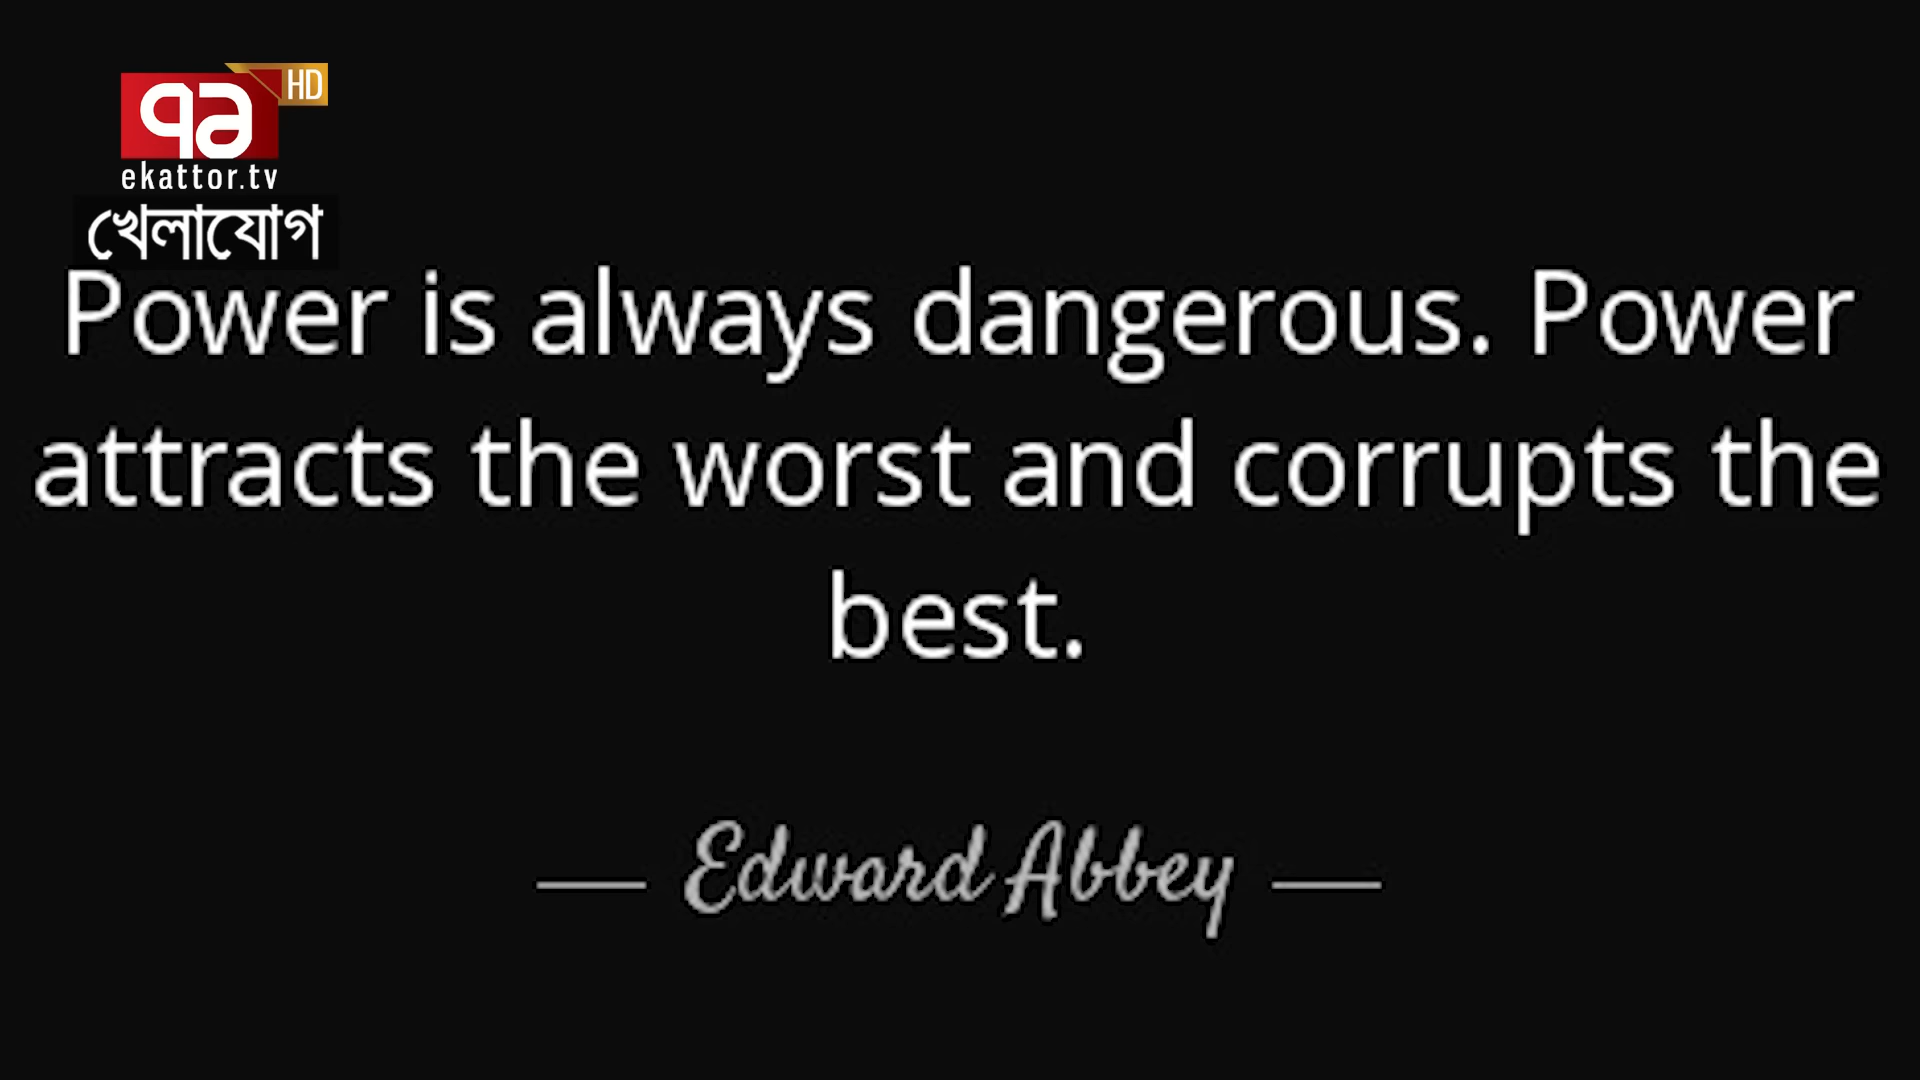 HD
৭১
ekattor.tv
খেলাযোগ
Power is always dangerous. Power
attracts the worst and corrupts the
best.
Edward Abbey